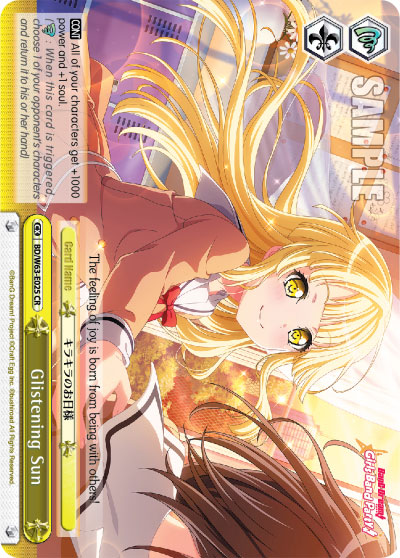 SAMPLE
BanG Dream!
Girls Band Party!
The feeling of joy is born from being with others!
CONT All of your characters get +1000
power and +1 soul.
( : When this card is triggered,
choose 1 of your opponent's characters
and return it to his or her hand)
Card Name
キラキラのお日様
CX BD/W63-E025 CR
Glistening Sun
©BanG Dream! Project ©Craft Egg Inc. ©bushiroad All Rights Reserved.